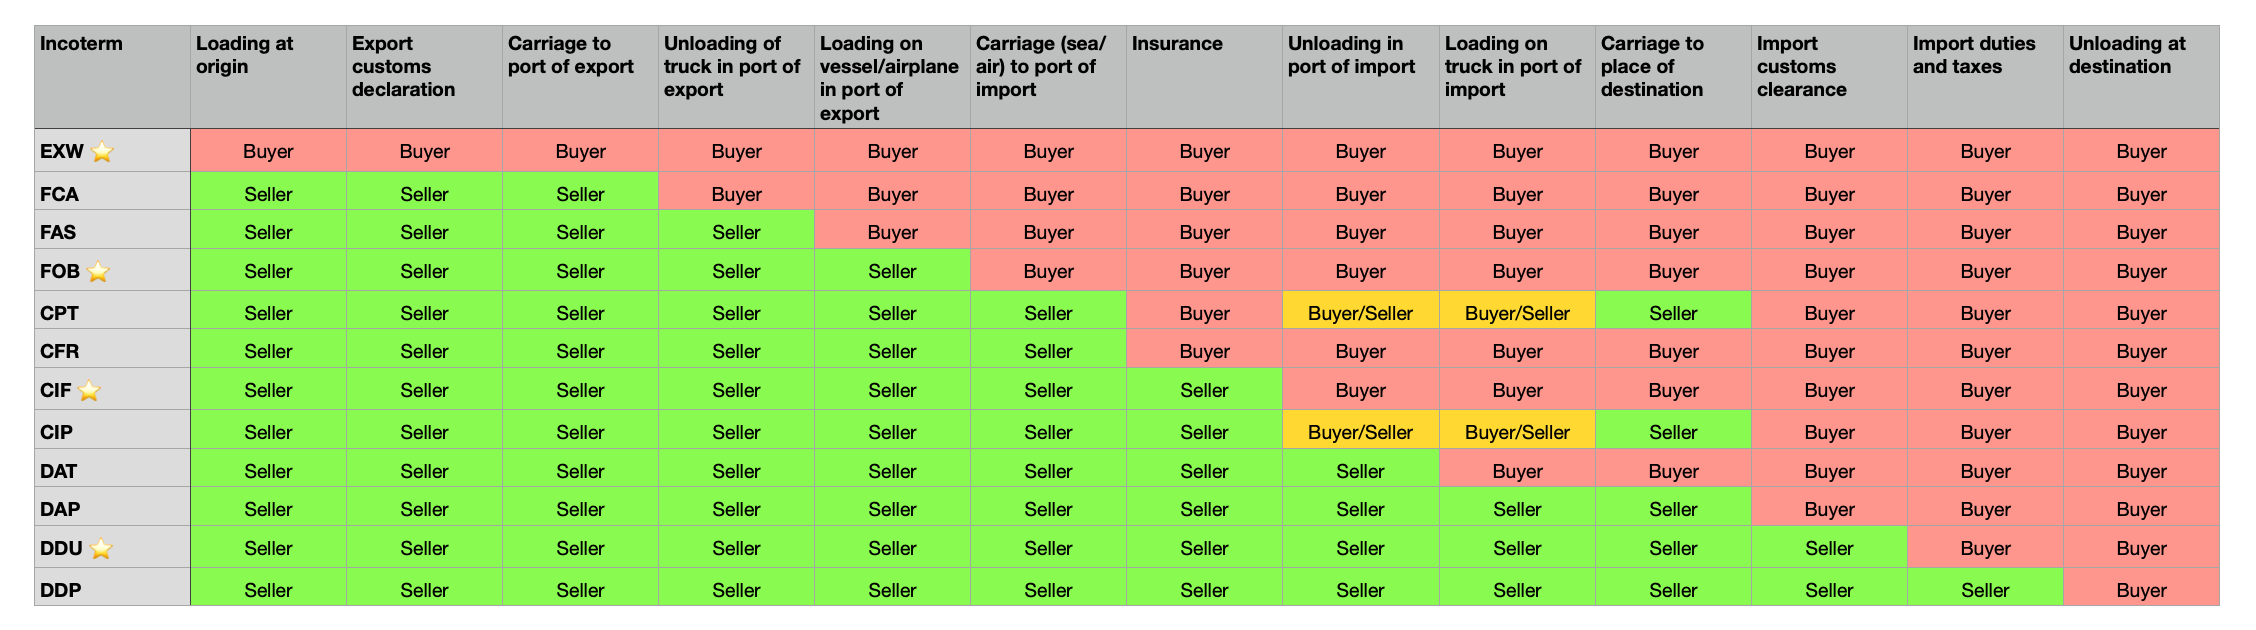 Incoterm Loading at origin Export customs declaration Carriage to port of export Unloading of truck in port of export Loading on vessel/airplane in port of export Carriage (sea/air) to port of import Insurance Unloading in port of import Loading on truck in port of import Carriage to place of destination Import customs clearance Import duties and taxes Unloading at destination
EXW ⭐ Buyer Buyer Buyer Buyer Buyer Buyer Buyer Buyer Buyer Buyer Buyer Buyer Buyer
FCA Seller Seller Seller Buyer Buyer Buyer Buyer Buyer Buyer Buyer Buyer Buyer Buyer
FAS Seller Seller Seller Seller Buyer Buyer Buyer Buyer Buyer Buyer Buyer Buyer Buyer
FOB ⭐ Seller Seller Seller Seller Seller Buyer Buyer Buyer Buyer Buyer Buyer Buyer Buyer
CPT Seller Seller Seller Seller Seller Seller Buyer Buyer/Seller Buyer/Seller Seller Buyer Buyer Buyer
CFR Seller Seller Seller Seller Seller Seller Buyer Buyer Buyer Buyer Buyer Buyer Buyer
CIF ⭐ Seller Seller Seller Seller Seller Seller Seller Buyer Buyer Buyer Buyer Buyer Buyer
CIP Seller Seller Seller Seller Seller Seller Seller Buyer/Seller Buyer/Seller Seller Buyer Buyer Buyer
DAT Seller Seller Seller Seller Seller Seller Seller Seller Buyer Buyer Buyer Buyer Buyer
DAP Seller Seller Seller Seller Seller Seller Seller Seller Seller Seller Buyer Buyer Buyer
DDU ⭐ Seller Seller Seller Seller Seller Seller Seller Seller Seller Seller Seller Buyer Buyer
DDP Seller Seller Seller Seller Seller Seller Seller Seller Seller Seller Seller Seller Buyer